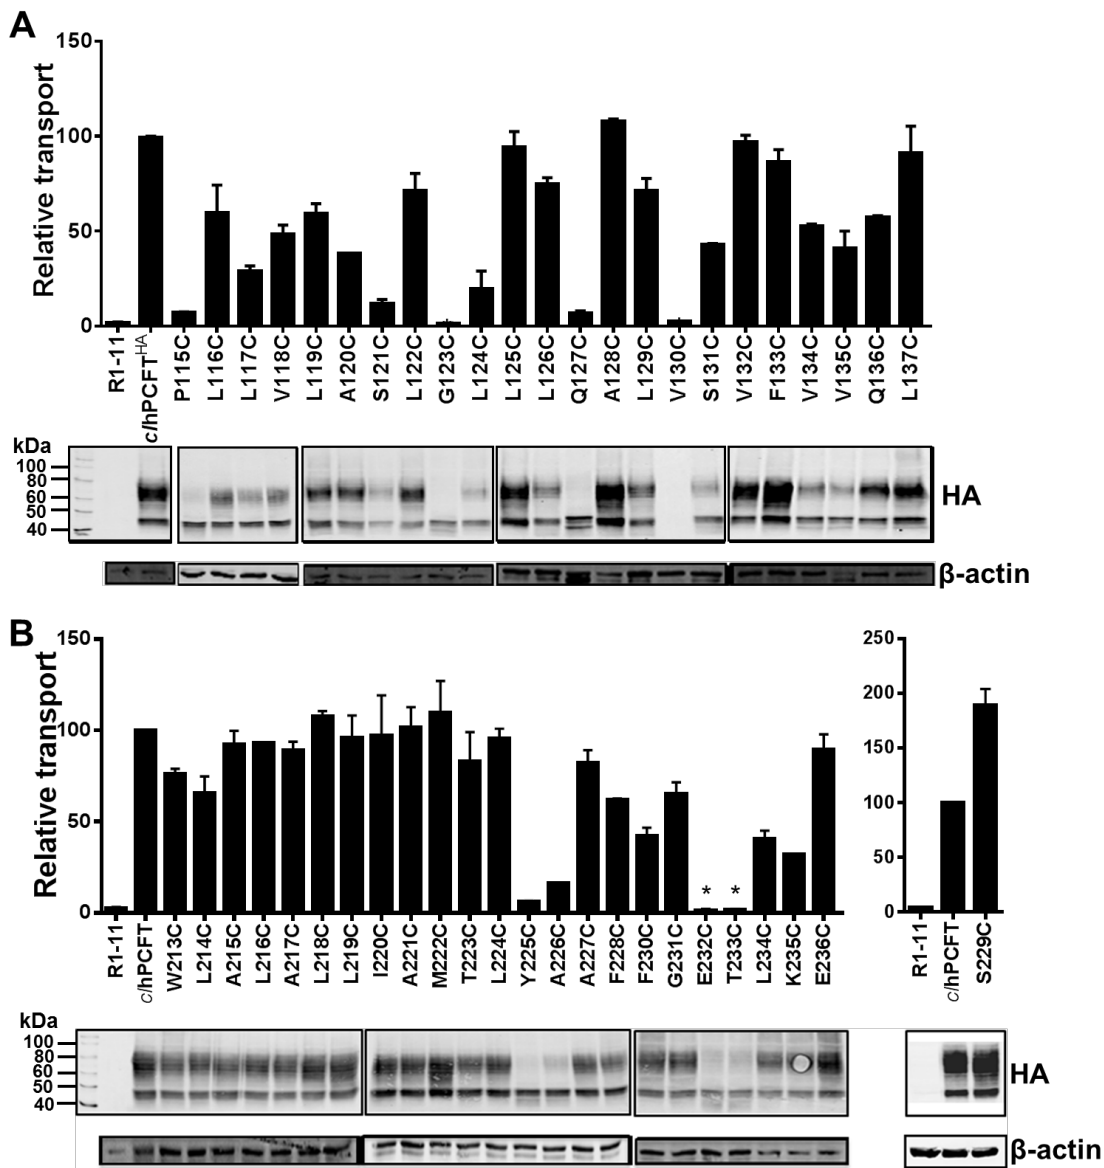 A
150
100
50
0
Relative transport
R1-11
clhPCFTHA
P115C
L116C
L117C
V118C
L119C
A120C
S121C
L122C
G123C
L124C
L125C
L126C
Q127C
A128C
L129C
V130C
S131C
V132C
F133C
V134C
V135C
Q136C
L137C
kDa
100
80
60
50
40
HA
β-actin
B
150
100
50
0
Relative transport
* *
R1-11
clhPCFT
W213C
L214C
A215C
L216C
A217C
L218C
L219C
I220C
A221C
M222C
T223C
L224C
Y225C
A226C
A227C
F228C
F230C
G231C
E232C
T233C
L234C
K235C
E236C
250
200
150
100
50
0
R1-11
clhPCFT
S229C
kDa
100
80
60
50
40
HA
β-actin